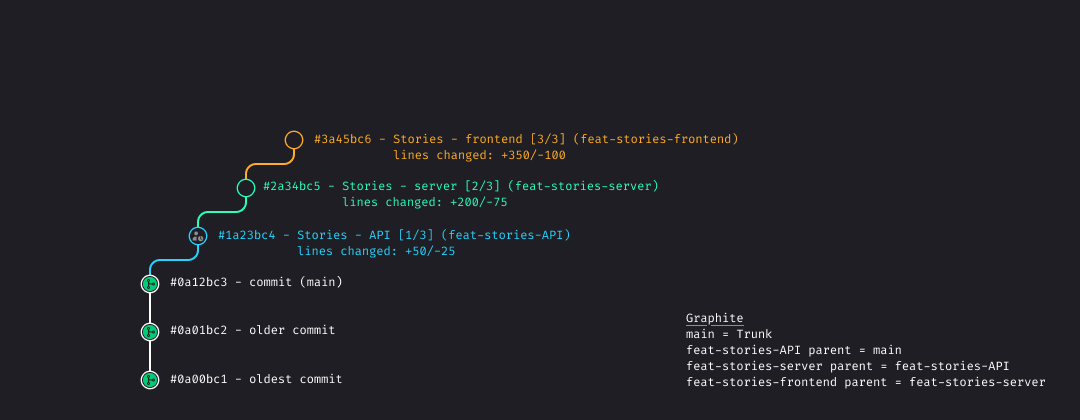 #3a45bc6 - Stories - frontend [3/3] (feat-stories-frontend)
lines changed: +350/-100
#2a34bc5 - Stories - server [2/3] (feat-stories-server)
lines changed: +200/-75
#1a23bc4 - Stories - API [1/3] (feat-stories-API)
lines changed: +50/-25
#0a12bc3 - commit (main)
#0a01bc2 - older commit
#0a00bc1 - oldest commit
Graphite
main = Trunk
feat-stories-API parent = main
feat-stories-server parent = feat-stories-API
feat-stories-frontend parent = feat-stories-server